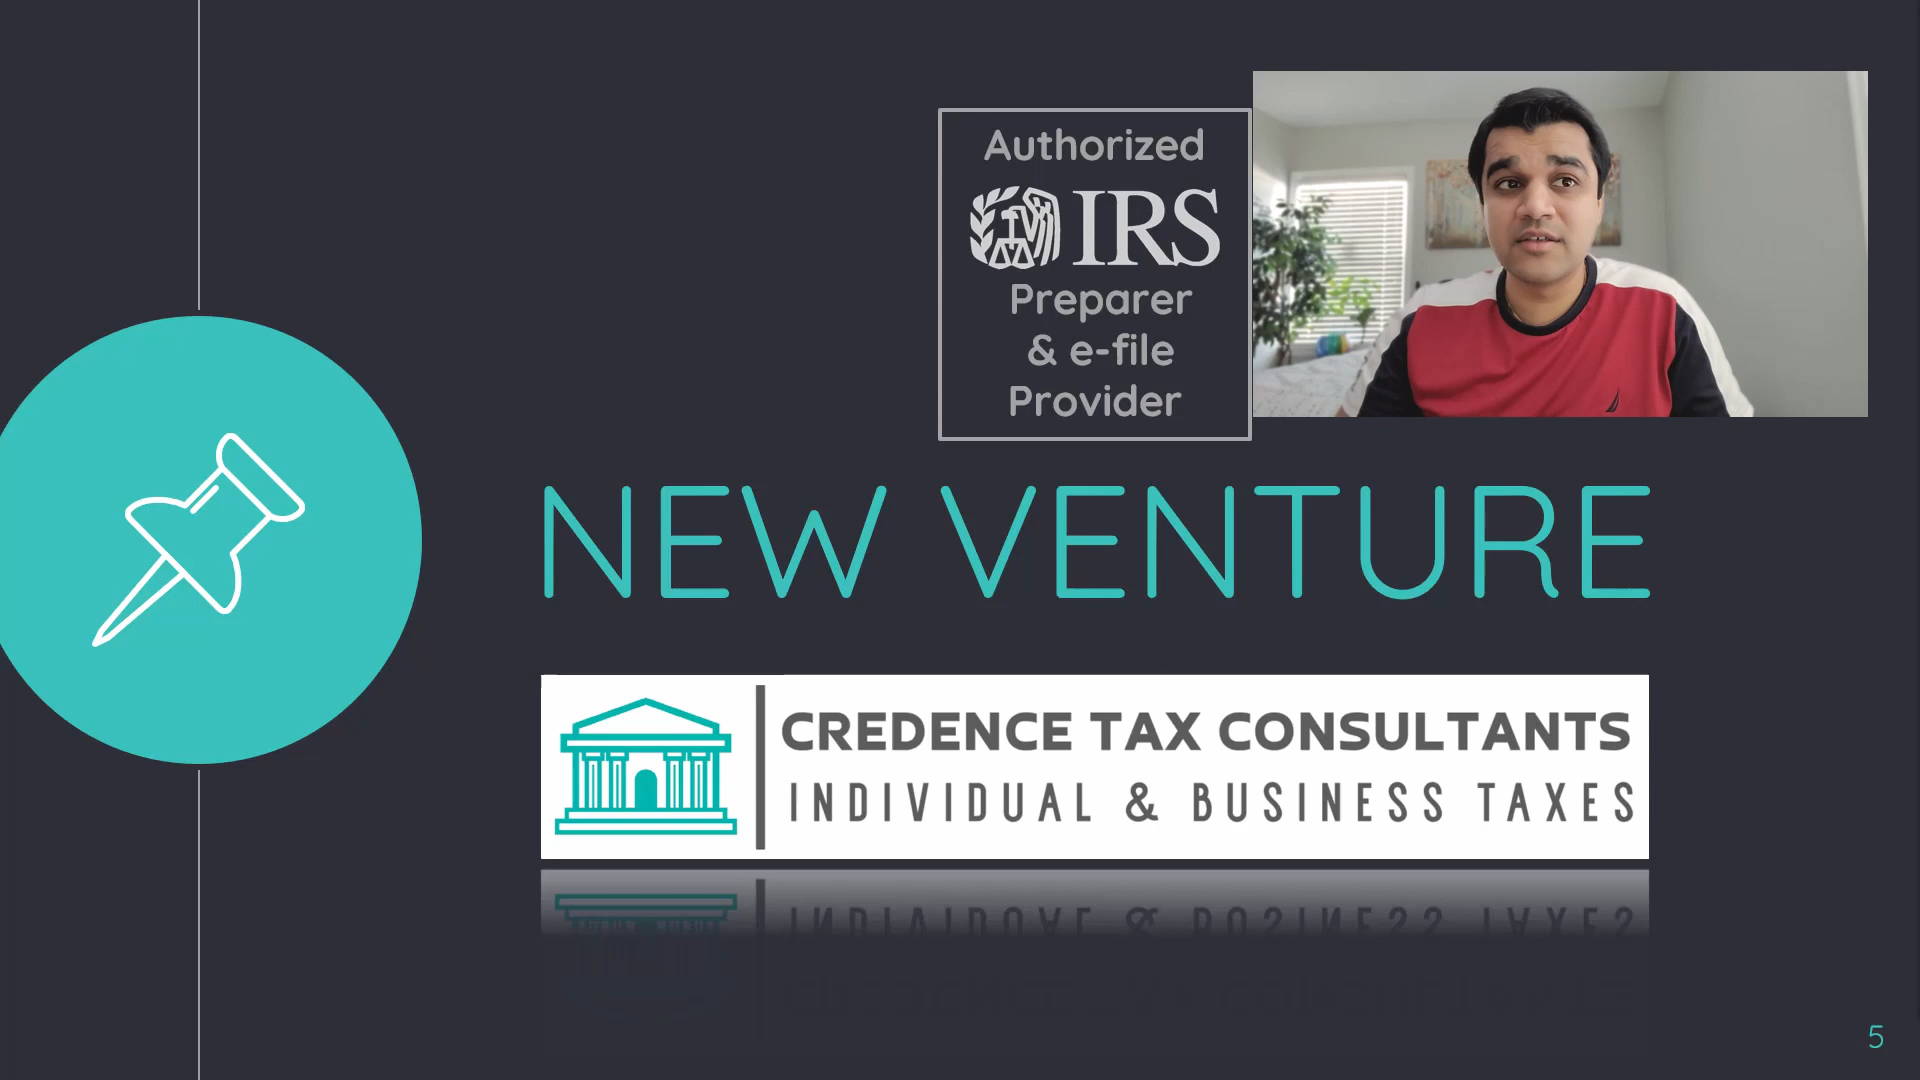 Authorized
IRS
Preparer
& e-file
Provider
NEW VENTURE
CREDENCE TAX CONSULTANTS
INDIVIDUAL & BUSINESS TAXES
5